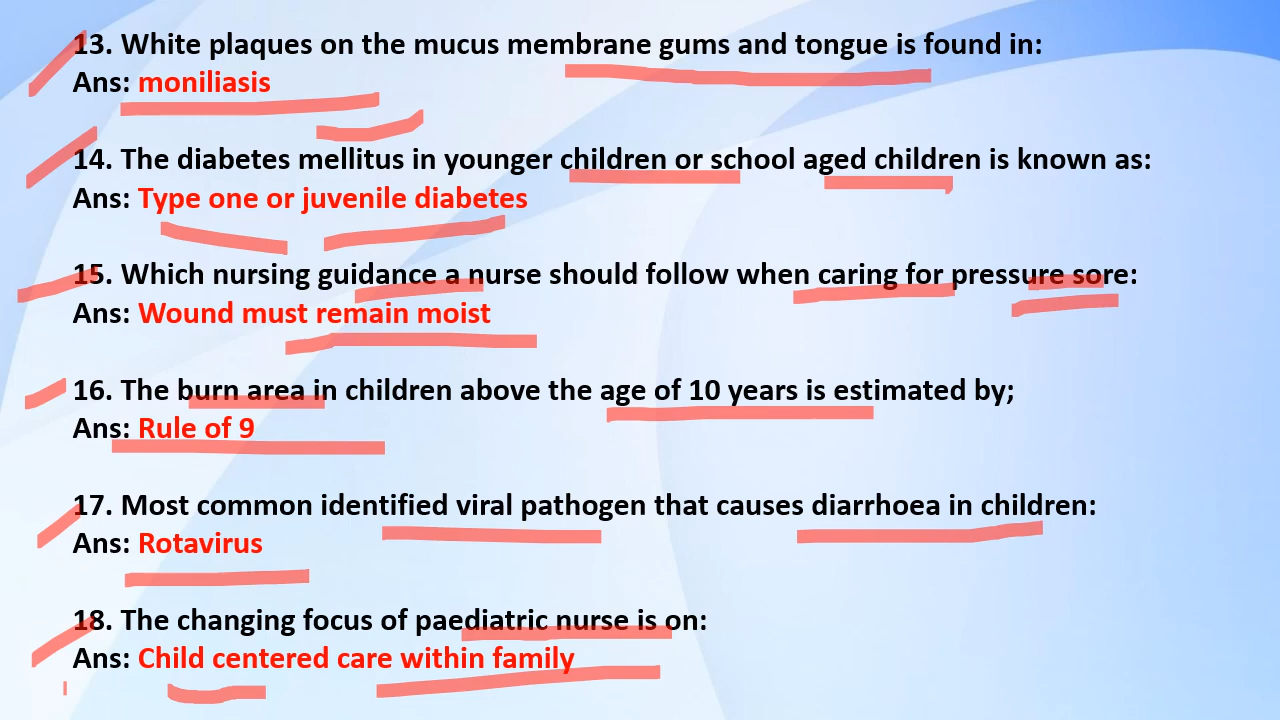 13. White plaques on the mucus membrane gums and tongue is found in:
Ans: moniliasis
14. The diabetes mellitus in younger children or school aged children is known as:
Ans: Type one or juvenile diabetes
15. Which nursing guidance a nurse should follow when caring for pressure sore:
Ans: Wound must remain moist
16. The burn area in children above the age of 10 years is estimated by;
Ans: Rule of 9
17. Most common identified viral pathogen that causes diarrhoea in children:
Ans: Rotavirus
18. The changing focus of paediatric nurse is on:
Ans: Child centered care within family